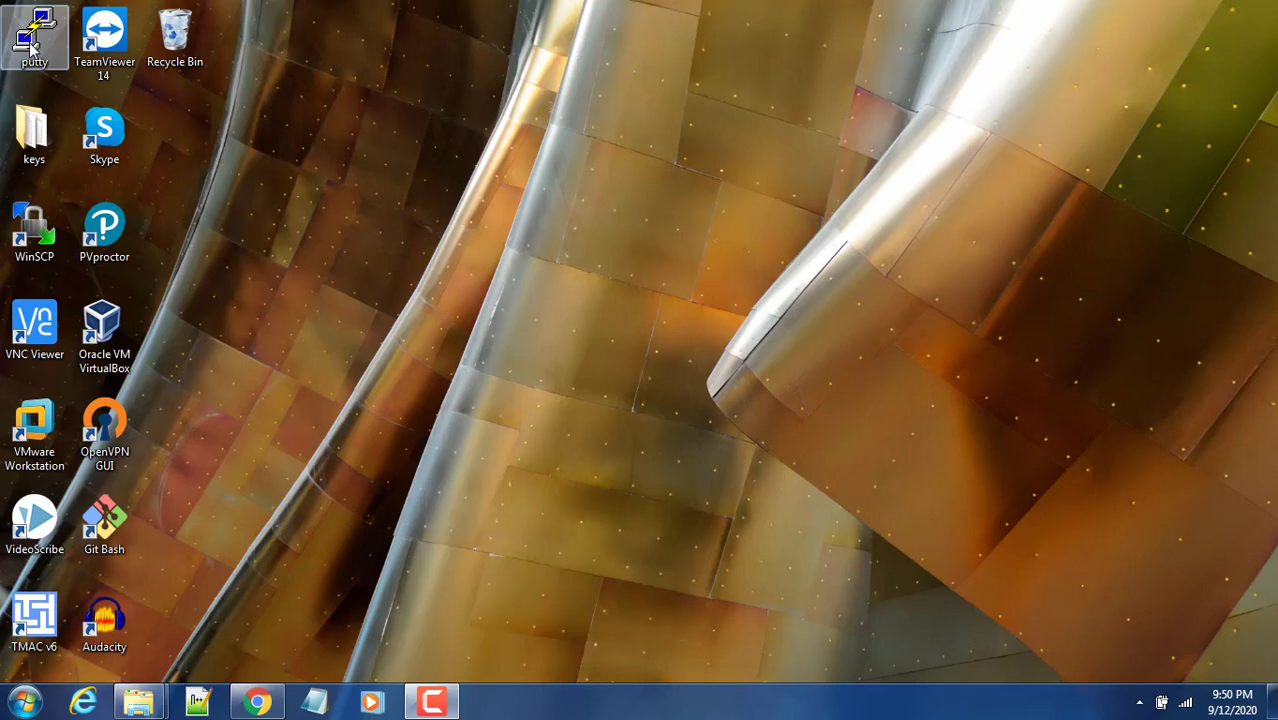 putty
TeamViewer
14
Recycle Bin
keys
Skype
WinSCP
PVproctor
VNC Viewer
Oracle VM
VirtualBox
VMware
Workstation
OpenVPN
GUI
VideoScribe
Git Bash
TMAC v6
Audacity
9:50 PM
9/12/2020